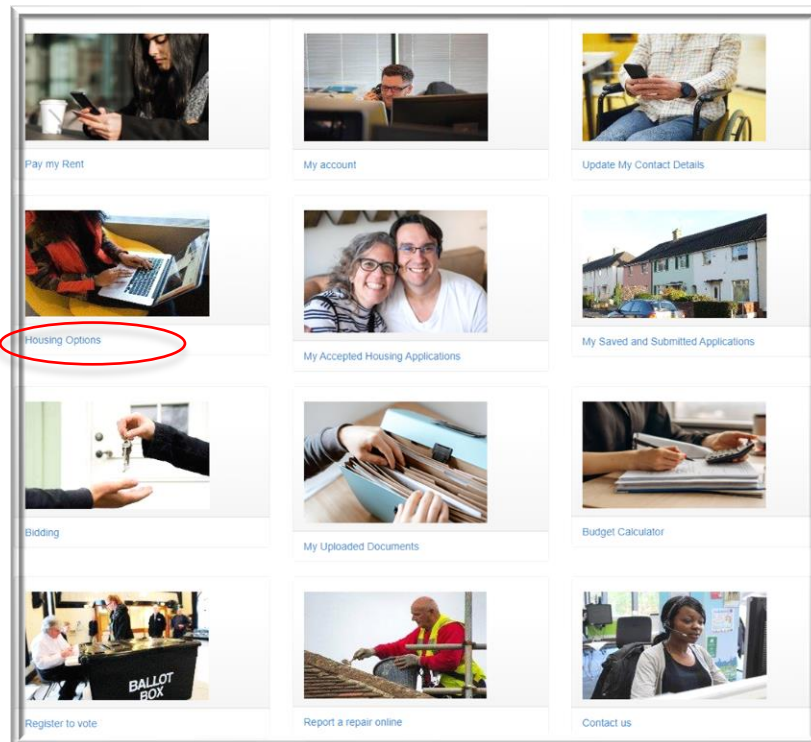 Pay my Rent
My account
Update My Contact Details
Housing Options
My Accepted Housing Applications
My Saved and Submitted Applications
Bidding
My Uploaded Documents
Budget Calculator
BALLOT
BOX
Register to vote
Report a repair online
Contact us